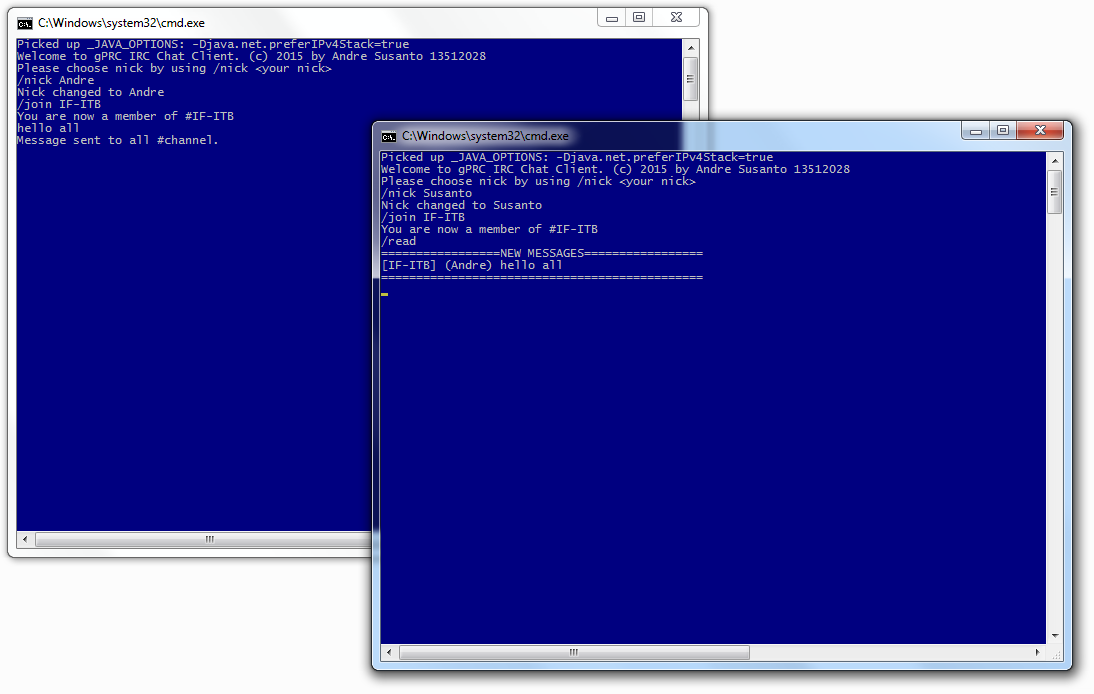 C:\Windows\system32\cmd.exe
Picked up _JAVA_OPTIONS: -Djava.net.preferIPv4Stack=true
Welcome to gPRC IRC Chat Client. (c) 2015 by Andre Susanto 13512028
Please choose nick by using /nick <your nick>
/nick Andre
Nick changed to Andre
/join IF-ITB
You are now a member of #IF-ITB
hello all
Message sent to all #channel.
C:\Windows\system32\cmd.exe
Picked up _JAVA_OPTIONS: -Djava.net.preferIPv4Stack=true
Welcome to gPRC IRC Chat Client. (c) 2015 by Andre Susanto 13512028
Please choose nick by using /nick <your nick>
/nick Susanto
Nick changed to Susanto
/join IF-ITB
You are now a member of #IF-ITB
/read
=================NEW MESSAGES=================
[IF-ITB] (Andre) hello all
==============================================